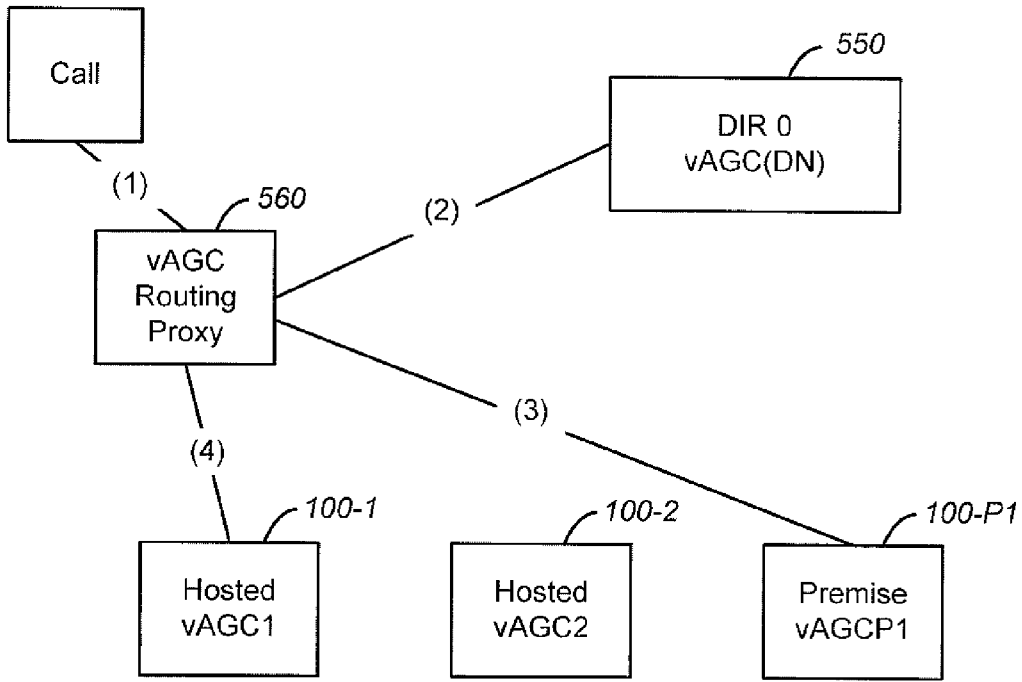 Call
550
DIR 0
vAGC(DN)
(1)
560
(2)
vAGC
Routing
Proxy
(3)
(4)
100-1
100-2
100-P1
Hosted
vAGC1
Hosted
vAGC2
Premise
vAGCP1